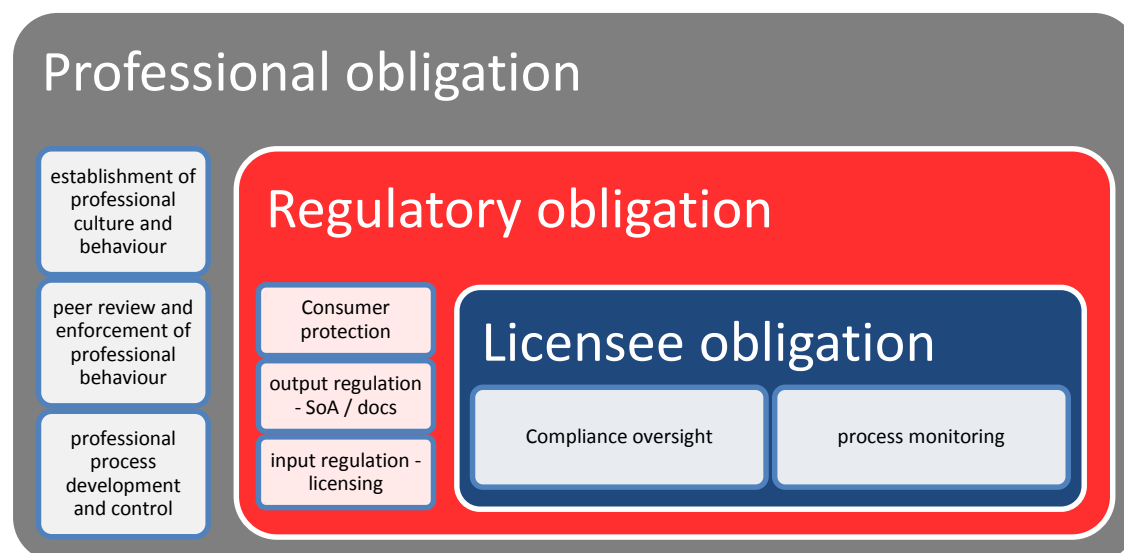 Professional obligation
establishment of
professional
culture and
behaviour
peer review and
enforcement of
professional
behaviour
professional
process
development
and control
Regulatory obligation
Consumer
protection
output regulation
- SoA / docs
input regulation -
licensing
Licensee obligation
Compliance oversight
process monitoring